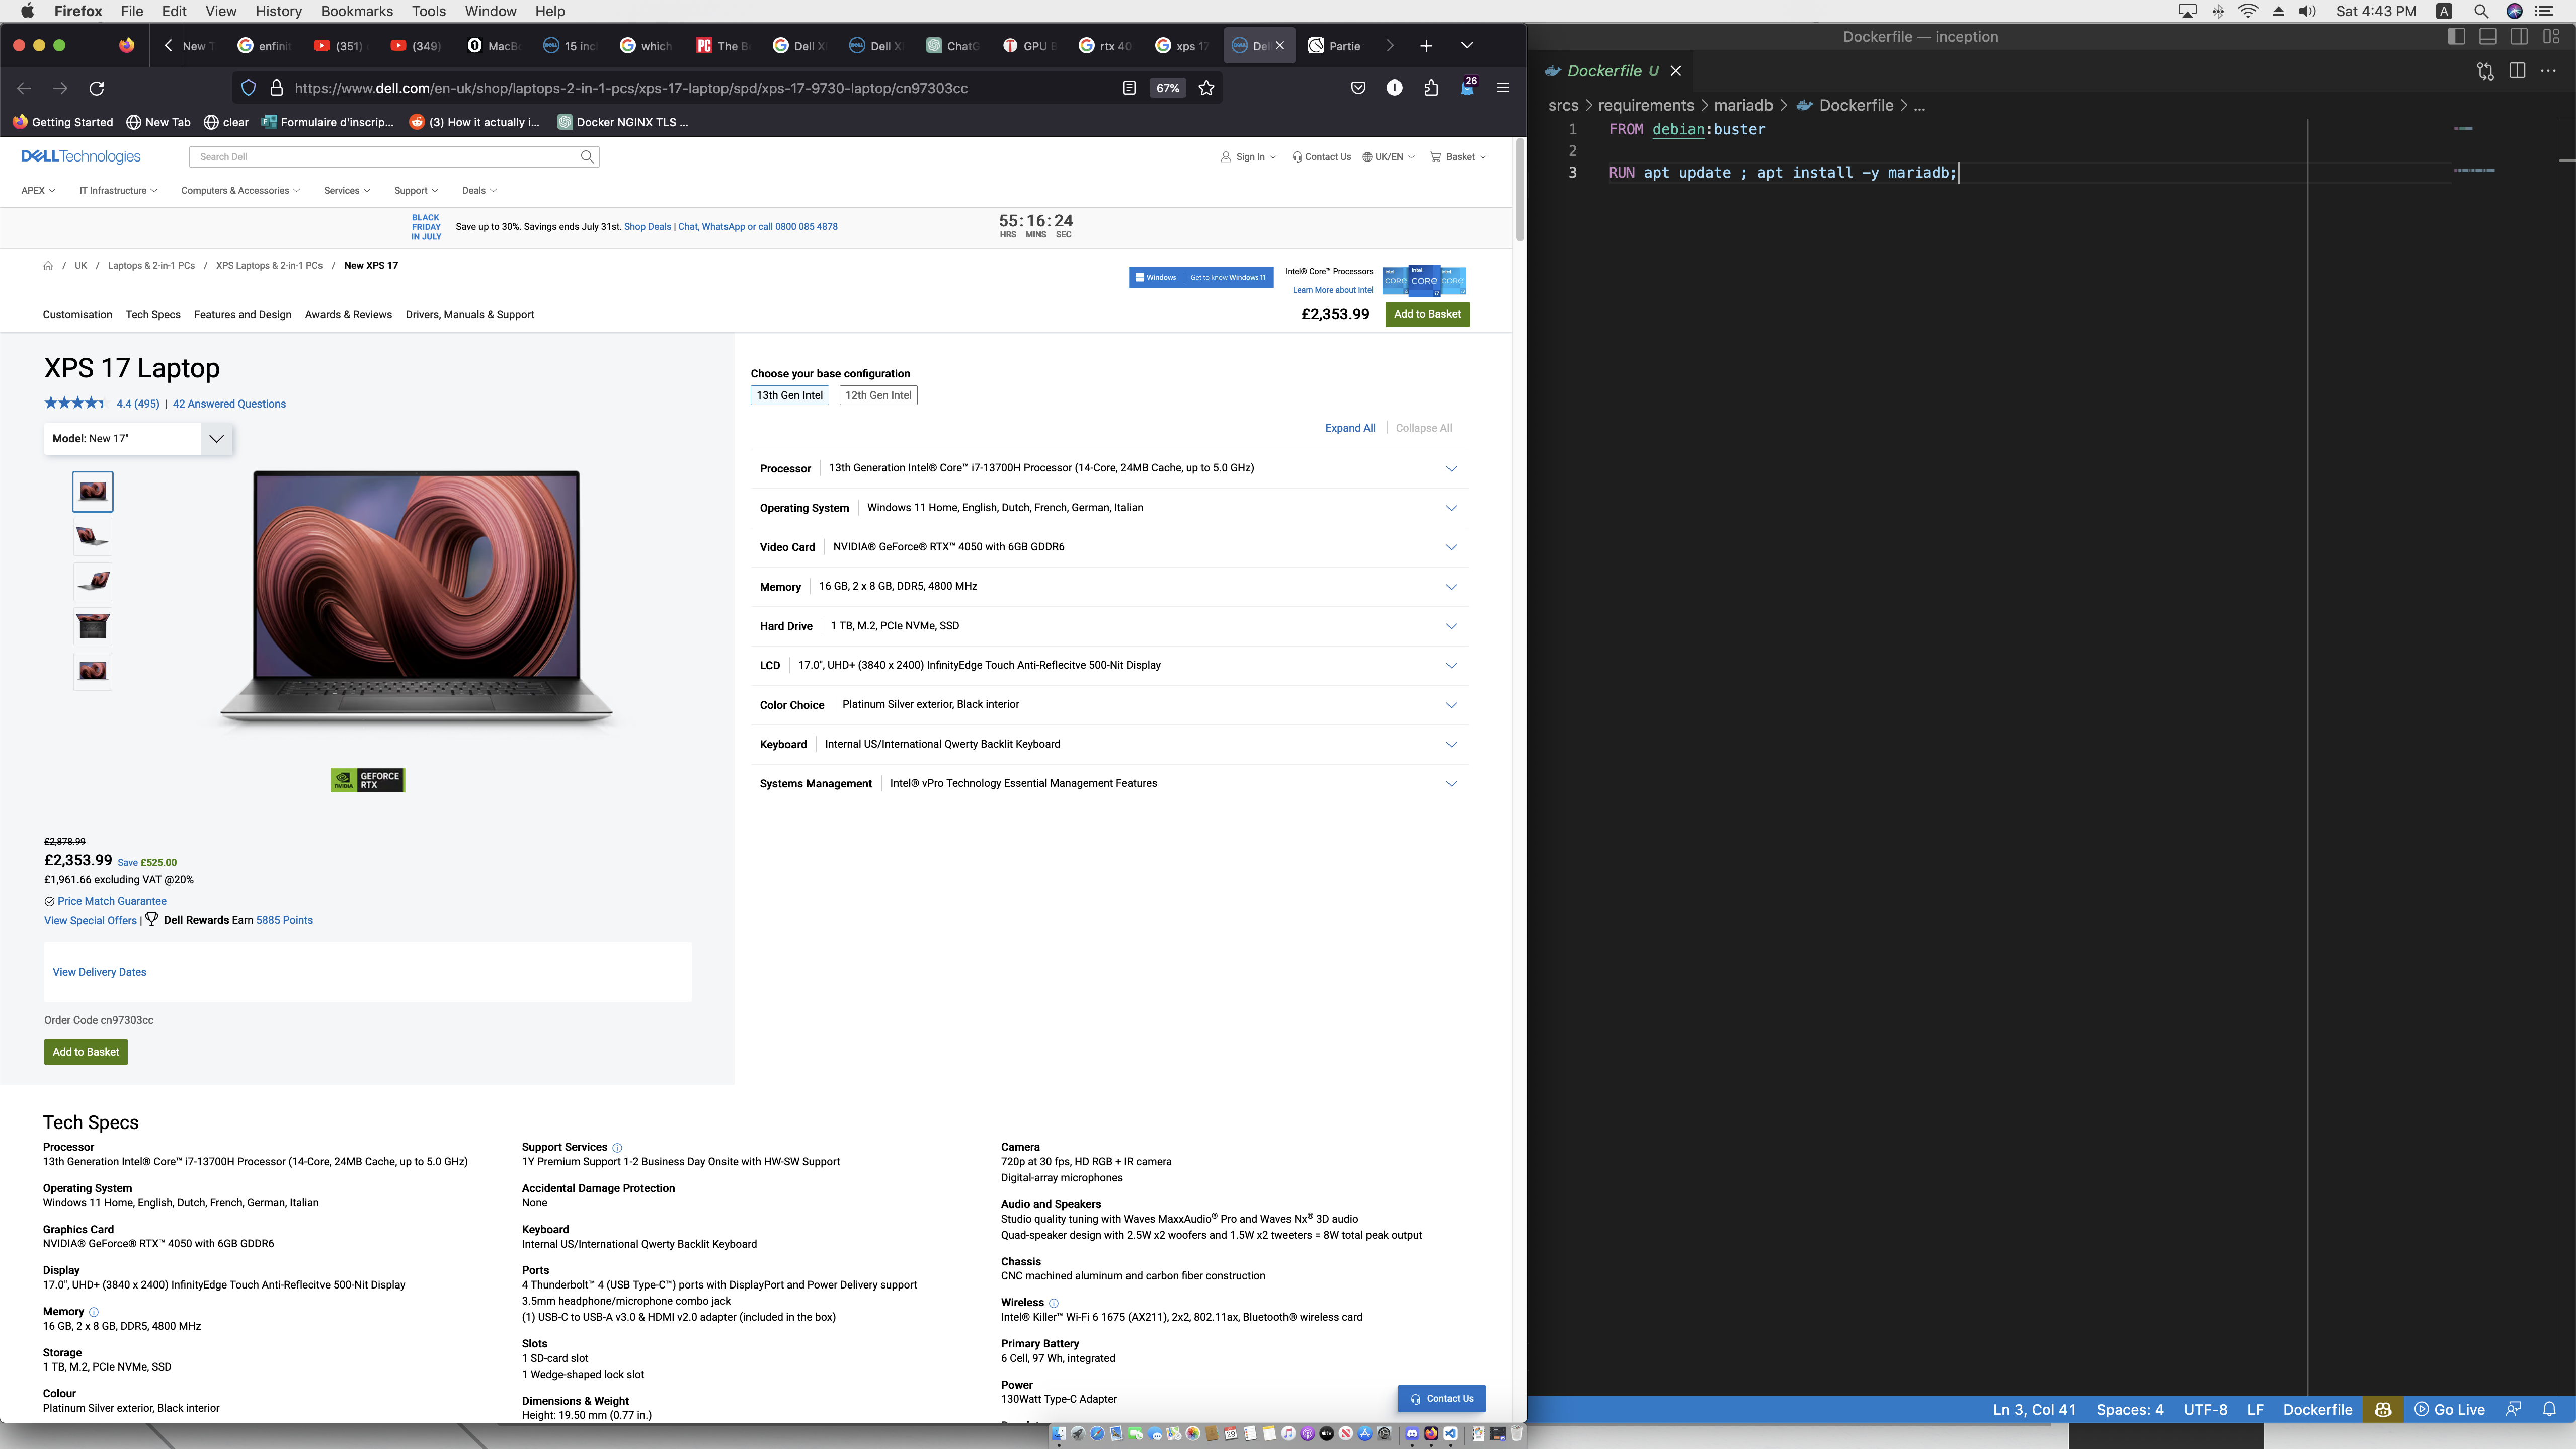 Firefox File Edit View History Bookmarks Tools Window Help
Sat 4:43 PM A
New T enfinit (351) (349) MacBo 15 incl which The B Dell X Dell X ChatG GPU B rtx 40 xps 17 Del Partie
https://www.dell.com/en-uk/shop/laptops-2-in-1-pcs/xps-17-laptop/spd/xps-17-9730-laptop/cn97303cc
67%
26
Getting Started New Tab clear Formulaire d'inscrip... (3) How it actually i... Docker NGINX TLS ...
DELLTechnologies
Search Dell
Sign In Contact Us UK/EN Basket
APEX IT Infrastructure Computers & Accessories Services Support Deals
BLACK
FRIDAY
IN JULY
Save up to 30%. Savings ends July 31st. Shop Deals | Chat, WhatsApp or call 0800 085 4878
55:16:24
HRS MINS SEC
/ UK / Laptops & 2-in-1 PCs / XPS Laptops & 2-in-1 PCs / New XPS 17
Windows Get to know Windows 11
Intel® Core™ Processors
Learn More about Intel
intel intel intel
CORE CORE CORE
i7
Customisation Tech Specs Features and Design Awards & Reviews Drivers, Manuals & Support
£2,353.99 Add to Basket
XPS 17 Laptop
4.4 (495) | 42 Answered Questions
Model: New 17"
NVIDIA
GEFORCE
RTX
£2,878.99
£2,353.99 Save £525.00
£1,961.66 excluding VAT @20%
Price Match Guarantee
View Special Offers | Dell Rewards Earn 5885 Points
View Delivery Dates
Order Code cn97303cc
Add to Basket
Choose your base configuration
13th Gen Intel 12th Gen Intel
Expand All Collapse All
Processor 13th Generation Intel® Core™ i7-13700H Processor (14-Core, 24MB Cache, up to 5.0 GHz)
Operating System Windows 11 Home, English, Dutch, French, German, Italian
Video Card NVIDIA® GeForce® RTX™ 4050 with 6GB GDDR6
Memory 16 GB, 2 x 8 GB, DDR5, 4800 MHz
Hard Drive 1 TB, M.2, PCIe NVMe, SSD
LCD 17.0", UHD+ (3840 x 2400) InfinityEdge Touch Anti-Reflecitve 500-Nit Display
Color Choice Platinum Silver exterior, Black interior
Keyboard Internal US/International Qwerty Backlit Keyboard
Systems Management Intel® vPro Technology Essential Management Features
Tech Specs
Processor
13th Generation Intel® Core™ i7-13700H Processor (14-Core, 24MB Cache, up to 5.0 GHz)
Operating System
Windows 11 Home, English, Dutch, French, German, Italian
Graphics Card
NVIDIA® GeForce® RTX™ 4050 with 6GB GDDR6
Display
17.0", UHD+ (3840 x 2400) InfinityEdge Touch Anti-Reflecitve 500-Nit Display
Memory
16 GB, 2 x 8 GB, DDR5, 4800 MHz
Storage
1 TB, M.2, PCIe NVMe, SSD
Colour
Platinum Silver exterior, Black interior
Support Services
1Y Premium Support 1-2 Business Day Onsite with HW-SW Support
Accidental Damage Protection
None
Keyboard
Internal US/International Qwerty Backlit Keyboard
Ports
4 Thunderbolt™ 4 (USB Type-C™) ports with DisplayPort and Power Delivery support
3.5mm headphone/microphone combo jack
(1) USB-C to USB-A v3.0 & HDMI v2.0 adapter (included in the box)
Slots
1 SD-card slot
1 Wedge-shaped lock slot
Dimensions & Weight
Height: 19.50 mm (0.77 in.)
Camera
720p at 30 fps, HD RGB + IR camera
Digital-array microphones
Audio and Speakers
Studio quality tuning with Waves MaxxAudio® Pro and Waves Nx® 3D audio
Quad-speaker design with 2.5W x2 woofers and 1.5W x2 tweeters = 8W total peak output
Chassis
CNC machined aluminum and carbon fiber construction
Wireless
Intel® Killer™ Wi-Fi 6 1675 (AX211), 2x2, 802.11ax, Bluetooth® wireless card
Primary Battery
6 Cell, 97 Wh, integrated
Power
130Watt Type-C Adapter
Contact Us
Dockerfile — inception
Dockerfile U
srcs > requirements > mariadb > Dockerfile > ...
1 FROM debian:buster
2
3 RUN apt update ; apt install -y mariadb;
Ln 3, Col 41 Spaces: 4 UTF-8 LF Dockerfile Go Live